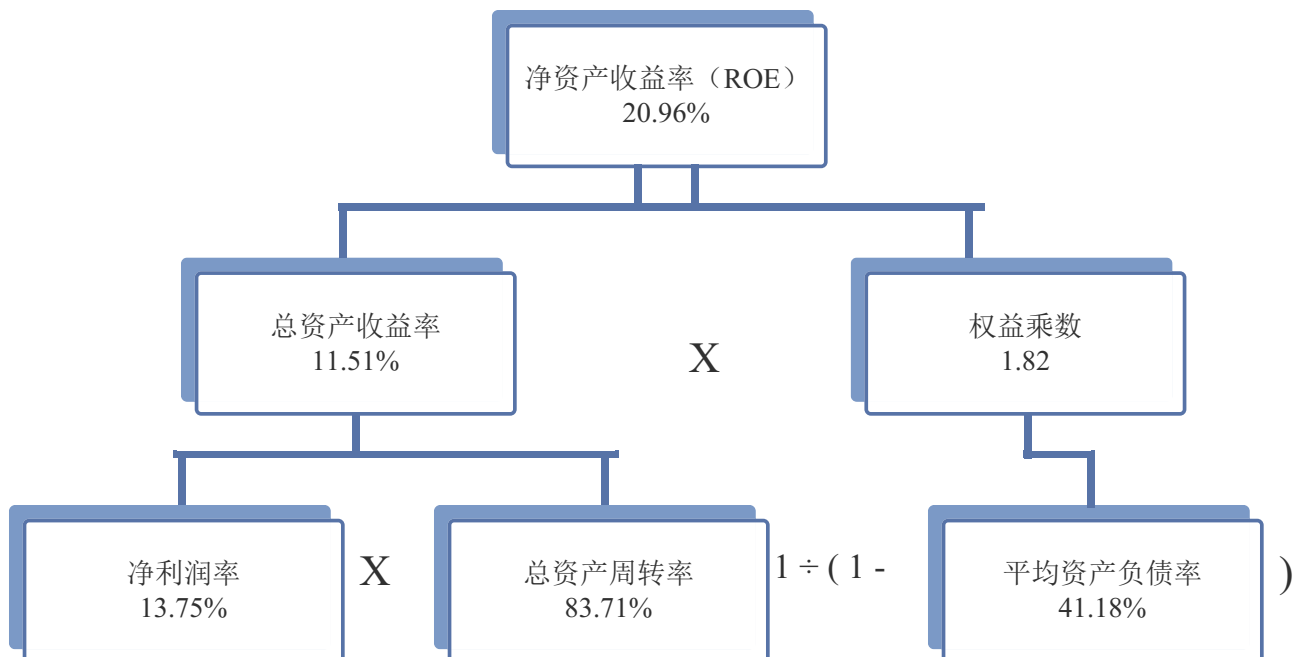 净资产收益率（ROE）
20.96%
总资产收益率
11.51%
X
权益乘数
1.82
净利润率
13.75%
X
总资产周转率
83.71%
1 ÷ ( 1 -
平均资产负债率
41.18%
)